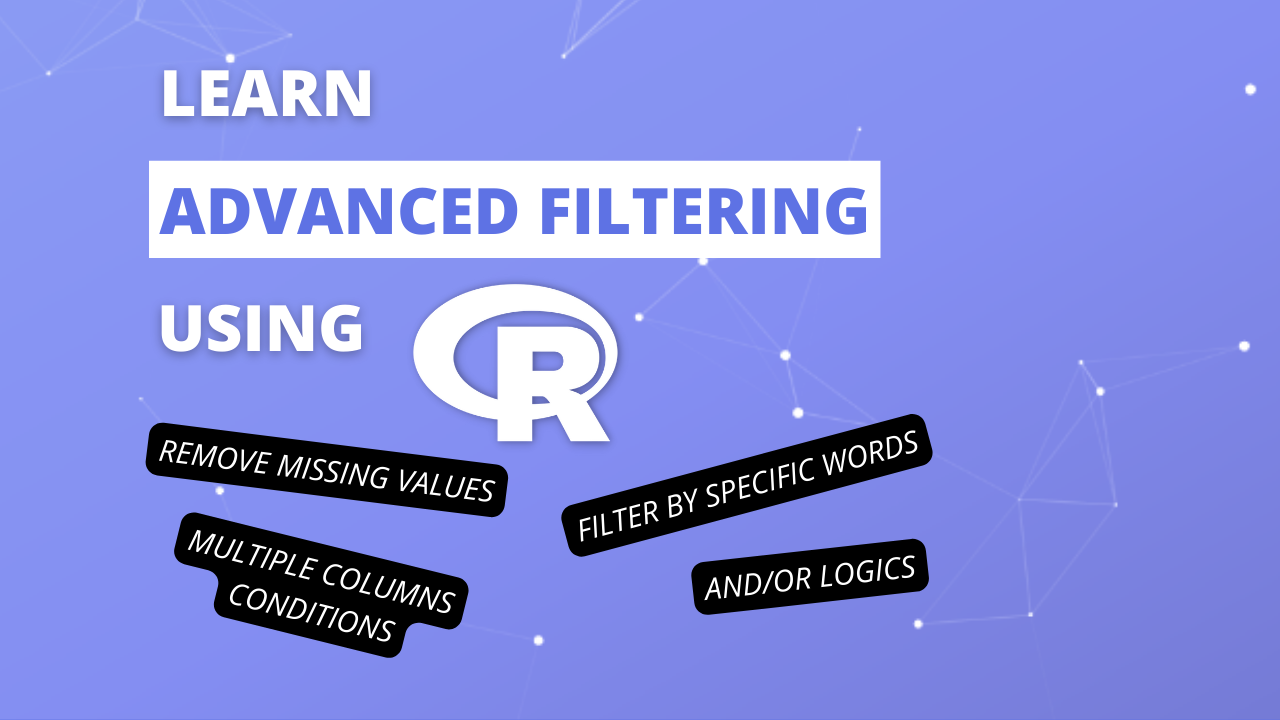 LEARN
ADVANCED FILTERING
USING R
REMOVE MISSING VALUES
FILTER BY SPECIFIC WORDS
MULTIPLE COLUMNS
CONDITIONS
AND/OR LOGICS